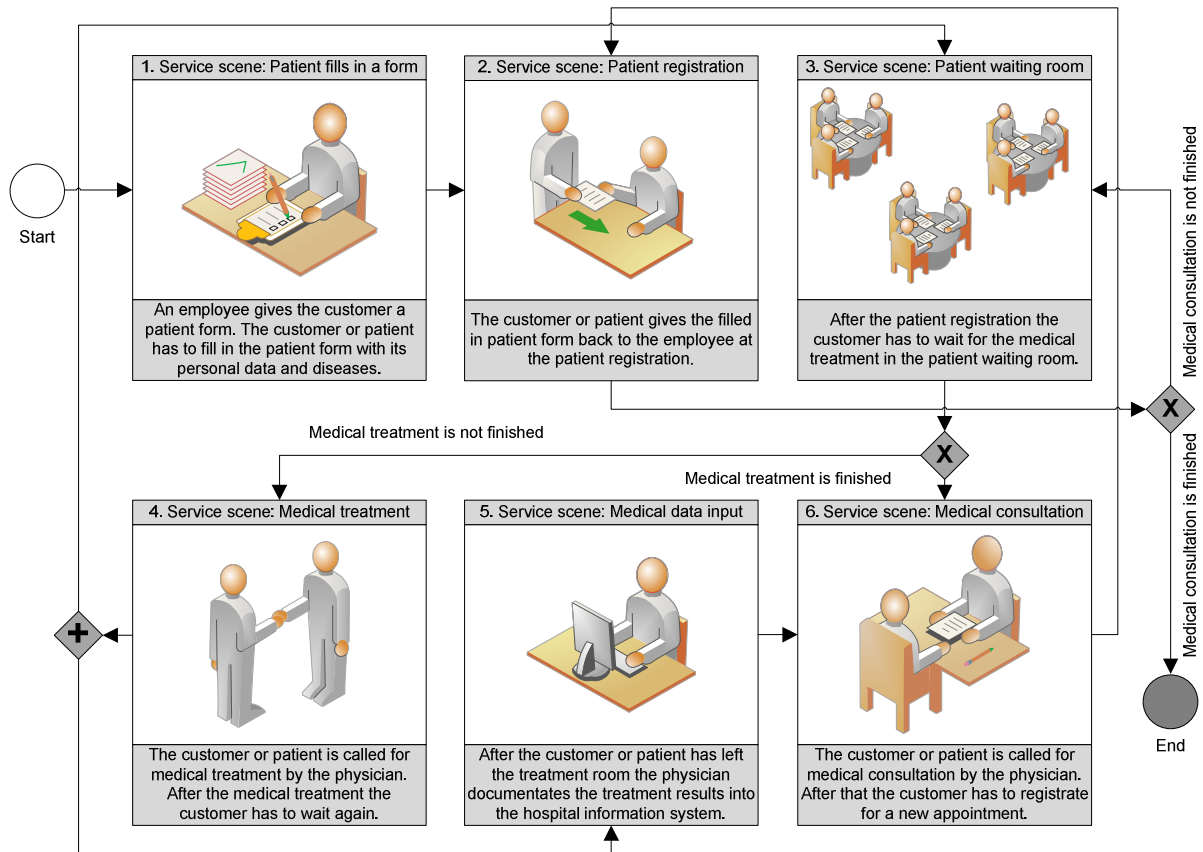 1. Service scene: Patient fills in a form
2. Service scene: Patient registration
3. Service scene: Patient waiting room
Start
An employee gives the customer a
patient form. The customer or patient
has to fill in the patient form with its
personal data and diseases.
The customer or patient gives the filled
in patient form back to the employee at
the patient registration.
After the patient registration the
customer has to wait for the medical
treatment in the patient waiting room.
Medical consultation is not finished
X
Medical treatment is not finished
X
Medical treatment is finished
Medical consultation is finished
4. Service scene: Medical treatment
5. Service scene: Medical data input
6. Service scene: Medical consultation
+
The customer or patient is called for
medical treatment by the physician.
After the medical treatment the
customer has to wait again.
After the customer or patient has left
the treatment room the physician
documentates the treatment results into
the hospital information system.
The customer or patient is called for
medical consultation by the physician.
After that the customer has to registrate
for a new appointment.
End